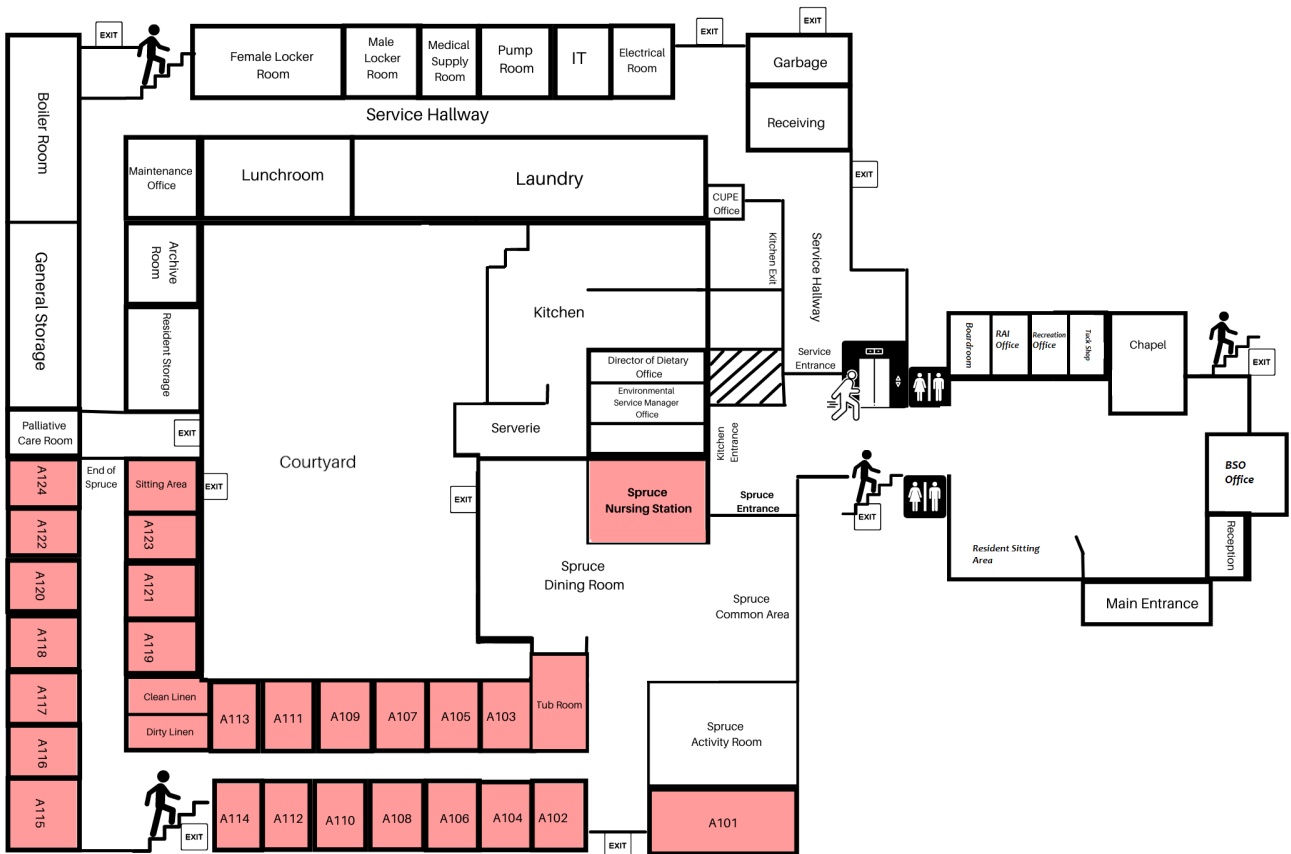 EXIT
EXIT
EXIT
Female Locker
Room
Male
Locker
Room
Medical
Supply
Room
Pump
Room
IT
Electrical
Room
Garbage
Boiler Room
Service Hallway
Receiving
Maintenance
Office
Lunchroom
Laundry
EXIT
CUPE
Office
General Storage
Archive
Room
Kitchen Exit
Service Hallway
Resident Storage
Kitchen
Director of Dietary
Office
Environmental
Service Manager
Office
Service
Entrance
Boardroom
RAI
Office
Recreation
Office
Tuck Shop
Chapel
EXIT
Palliative
Care Room
EXIT
Serverie
Kitchen
Entrance
Courtyard
A124
End of
Spruce
Sitting Area
EXIT
EXIT
Spruce
Nursing Station
Spruce
Entrance
EXIT
BSO
Office
A122
A123
Resident Sitting
Area
Reception
A120
A121
Spruce
Dining Room
Spruce
Common Area
Main Entrance
A118
A119
A117
Clean Linen
Dirty Linen
A113
A111
A109
A107
A105
A103
Tub Room
Spruce
Activity Room
A116
A115
EXIT
A114
A112
A110
A108
A106
A104
A102
EXIT
A101